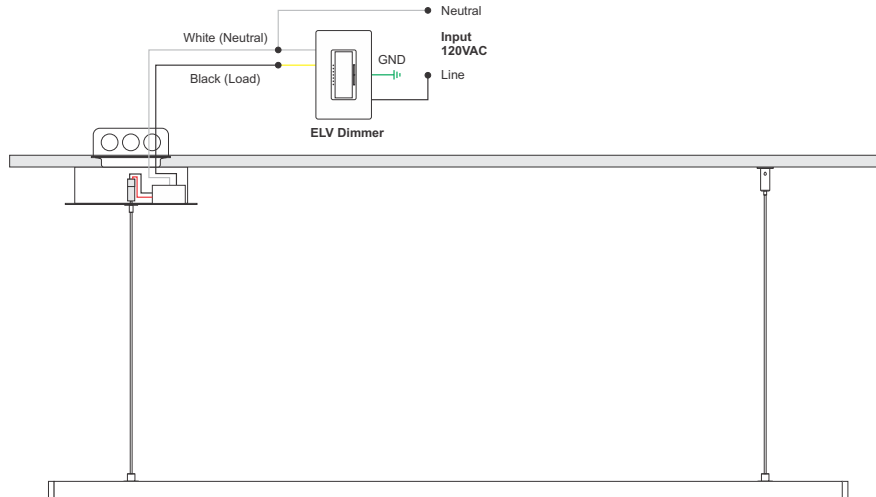 Neutral
White (Neutral)
Input
120VAC
GND
Black (Load)
Line
ELV Dimmer